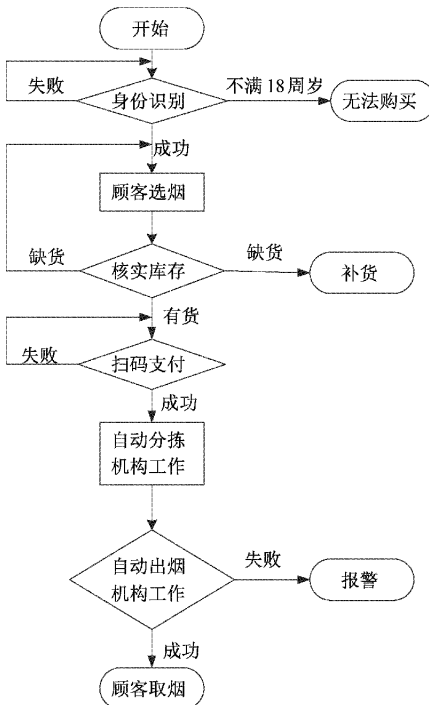 开始
失败
身份识别
不满18周岁
无法购买
成功
顾客选烟
缺货
核实库存
缺货
补货
有货
失败
扫码支付
成功
自动分拣
机构工作
自动出烟
机构工作
失败
报警
成功
顾客取烟